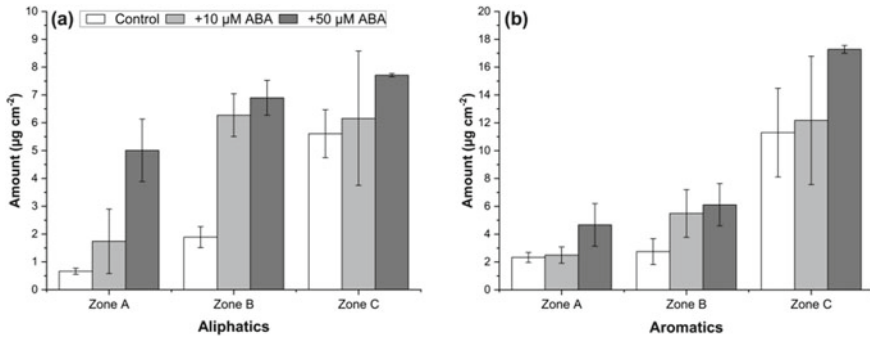 (a)
Control +10 µM ABA +50 µM ABA
Amount (µg cm⁻²)
10
9
8
7
6
5
4
3
2
1
0
Zone A Zone B Zone C
Aliphatics
(b)
Amount (µg cm⁻²)
20
18
16
14
12
10
8
6
4
2
0
Zone A Zone B Zone C
Aromatics